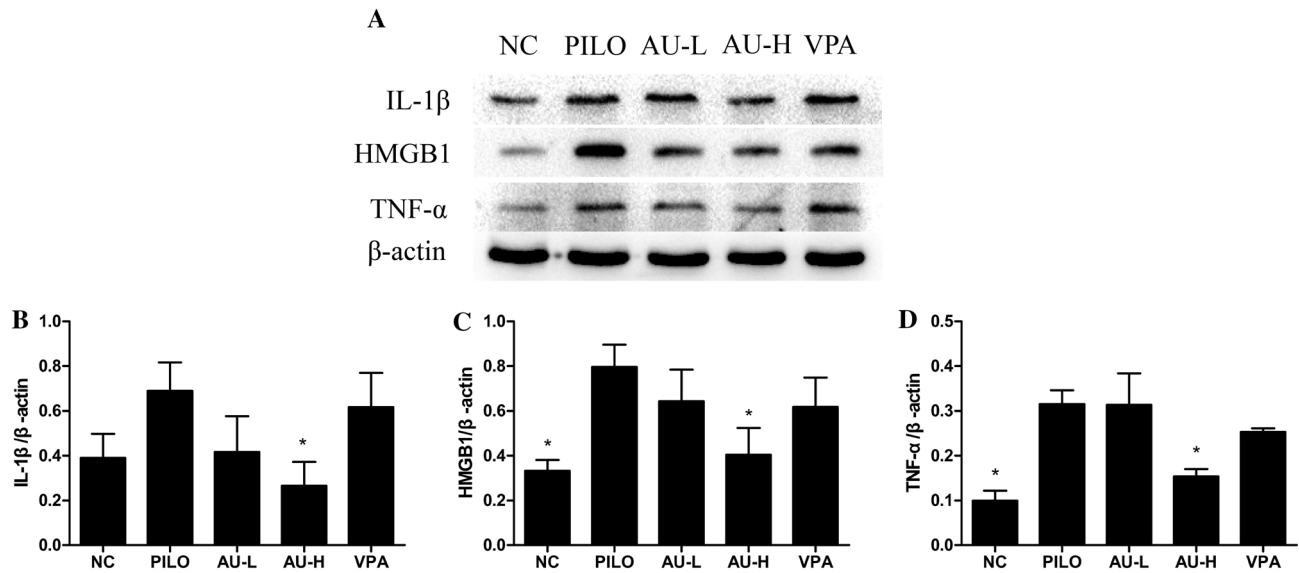 A
NC PILO AU-L AU-H VPA
IL-1β
HMGB1
TNF-α
β-actin
B
IL-1β/β -actin
1.0
0.8
0.6
0.4
0.2
0.0
*
NC PILO AU-L AU-H VPA
C
HMGB1/β -actin
1.0
0.8
0.6
0.4
0.2
0.0
*
*
NC PILO AU-L AU-H VPA
D
TNF-α/β -actin
0.5
0.4
0.3
0.2
0.1
0.0
*
*
NC PILO AU-L AU-H VPA